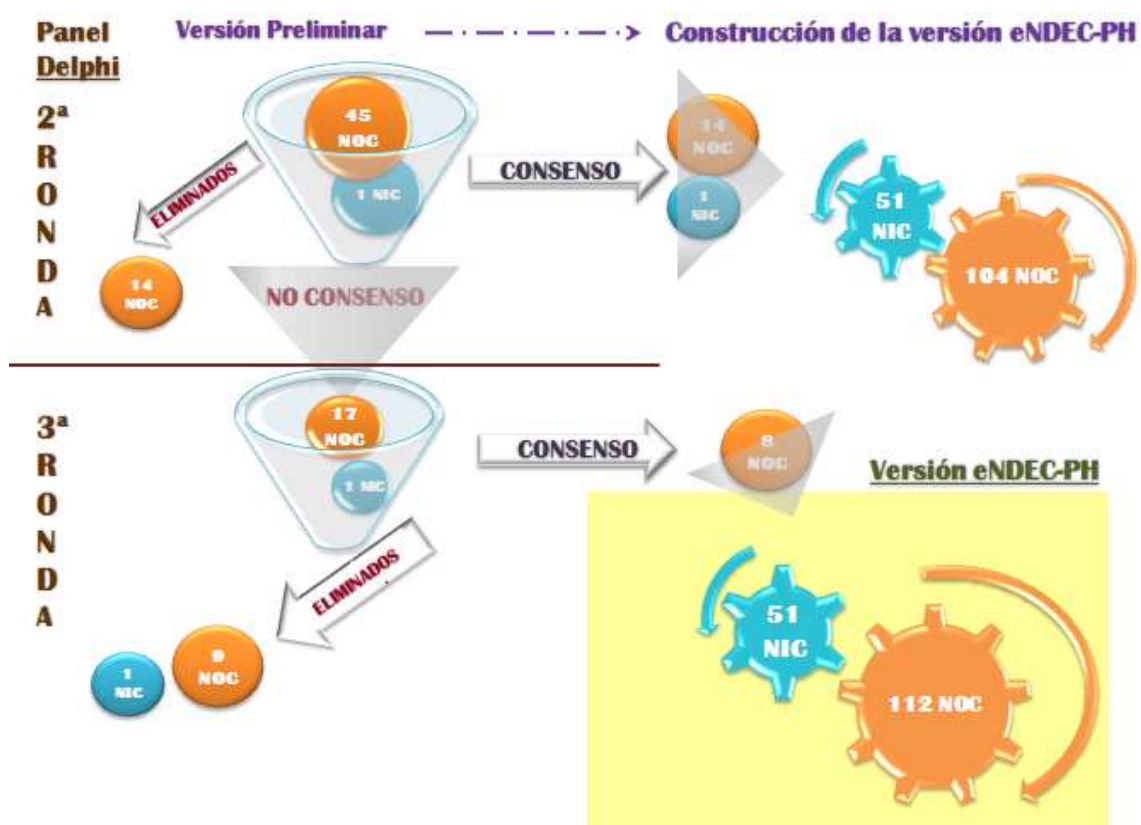 Panel
Delphi
Versión Preliminar
Construcción de la versión eNDEC-PH
2ª
R
O
N
D
A
45
NOC
1 NIC
ELIMINADOS
14
NOC
NO CONSENSO
CONSENSO
14
NOC
1
NIC
51
NIC
104 NOC
3ª
R
O
N
D
A
17
NOC
1 NIC
CONSENSO
8
NOC
ELIMINADOS
1
NIC
9
NOC
Versión eNDEC-PH
51
NIC
112 NOC